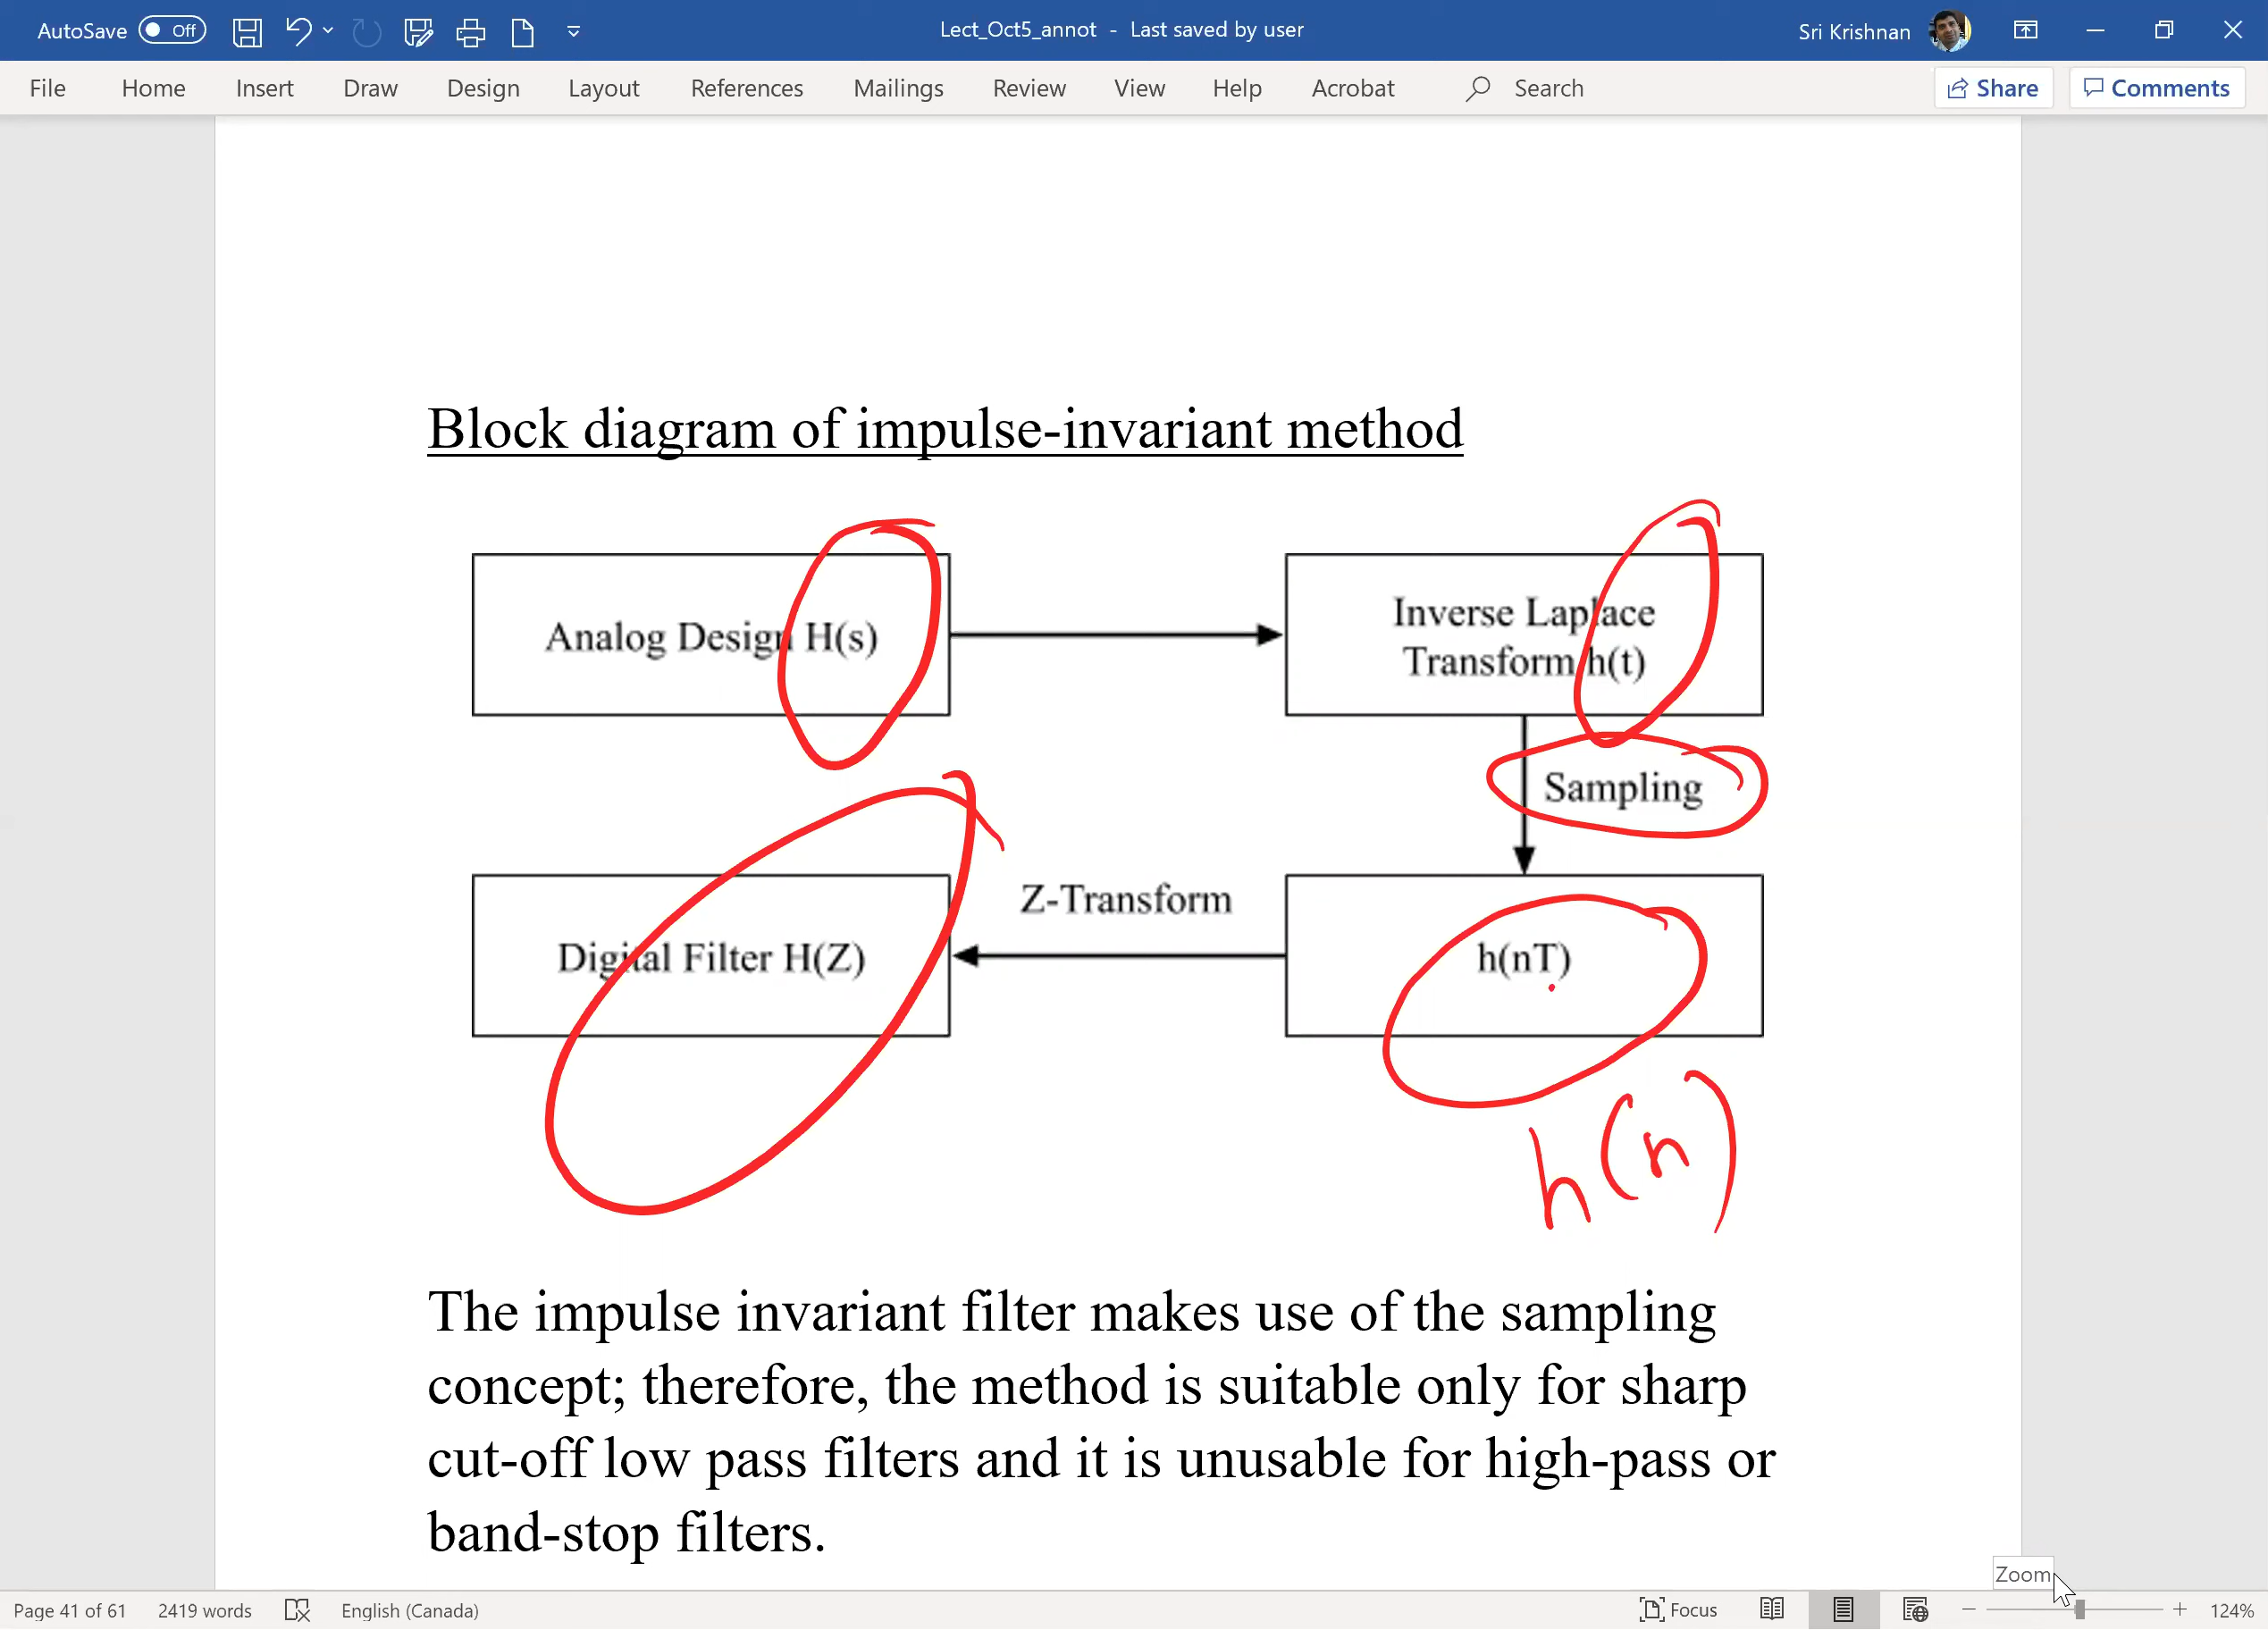 AutoSave Off Lect_Oct5_annot - Last saved by user Sri Krishnan
File Home Insert Draw Design Layout References Mailings Review View Help Acrobat Search Share Comments
Block diagram of impulse-invariant method
Analog Design H(s)
Inverse Laplace
Transform h(t)
Sampling
h(nT)
Z-Transform
Digital Filter H(Z)
h(n)
The impulse invariant filter makes use of the sampling
concept; therefore, the method is suitable only for sharp
cut-off low pass filters and it is unusable for high-pass or
band-stop filters.
Zoom
Page 41 of 61 2419 words English (Canada) Focus 124%